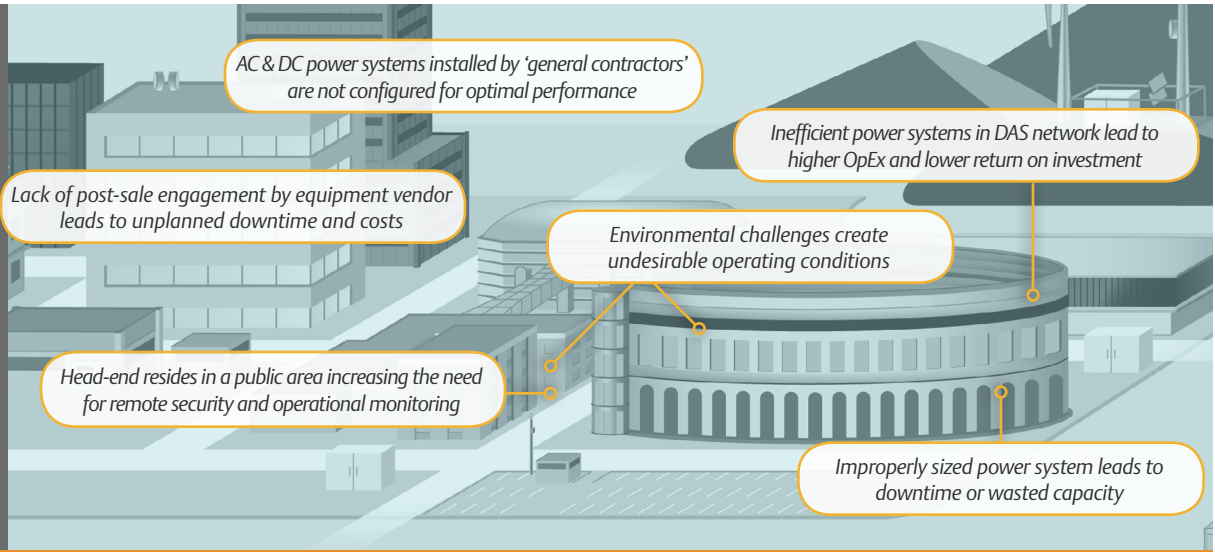 AC & DC power systems installed by ‘general contractors’
are not configured for optimal performance
Inefficient power systems in DAS network lead to
higher OpEx and lower return on investment
Lack of post-sale engagement by equipment vendor
leads to unplanned downtime and costs
Environmental challenges create
undesirable operating conditions
Head-end resides in a public area increasing the need
for remote security and operational monitoring
Improperly sized power system leads to
downtime or wasted capacity